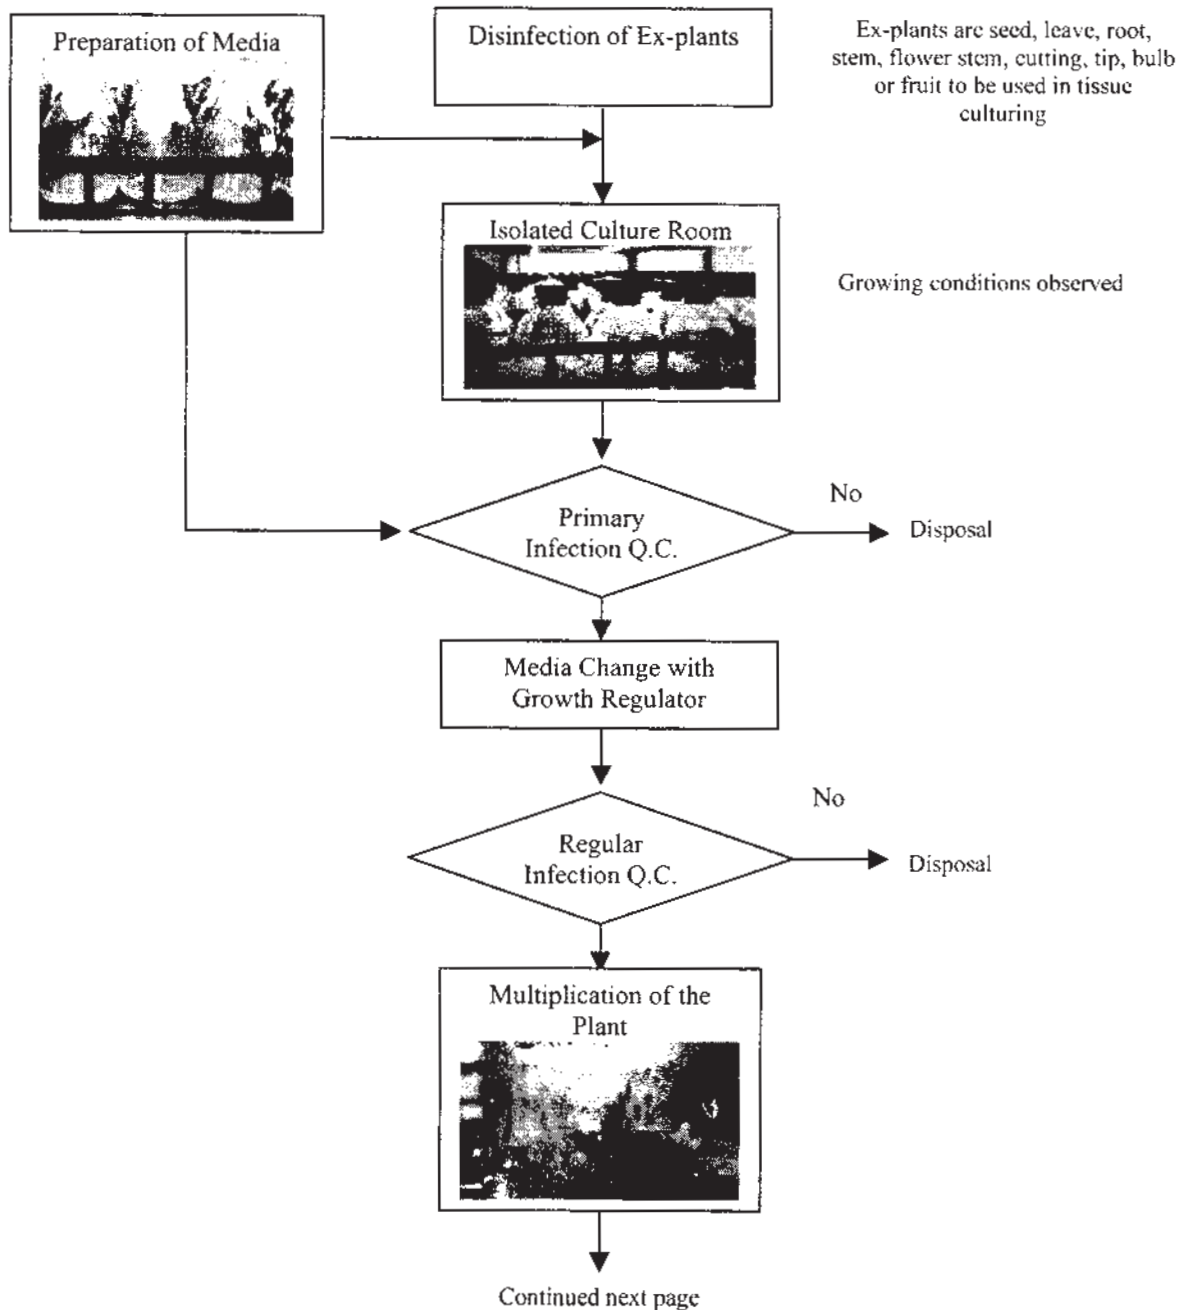 Preparation of Media
Disinfection of Ex-plants
Ex-plants are seed, leave, root,
stem, flower stem, cutting, tip, bulb
or fruit to be used in tissue
culturing
Isolated Culture Room
Growing conditions observed
Primary
Infection Q.C.
No
Disposal
Media Change with
Growth Regulator
Regular
Infection Q.C.
No
Disposal
Multiplication of the
Plant
Continued next page